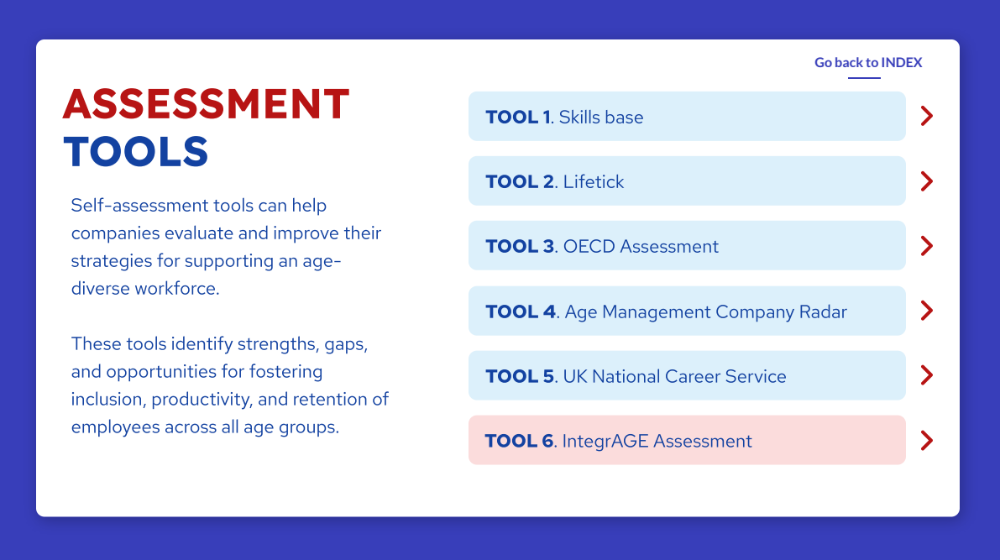 Go back to INDEX
ASSESSMENT
TOOLS
Self-assessment tools can help
companies evaluate and improve their
strategies for supporting an age-
diverse workforce.
These tools identify strengths, gaps,
and opportunities for fostering
inclusion, productivity, and retention of
employees across all age groups.
TOOL 1. Skills base
TOOL 2. Lifetick
TOOL 3. OECD Assessment
TOOL 4. Age Management Company Radar
TOOL 5. UK National Career Service
TOOL 6. IntegrAGE Assessment